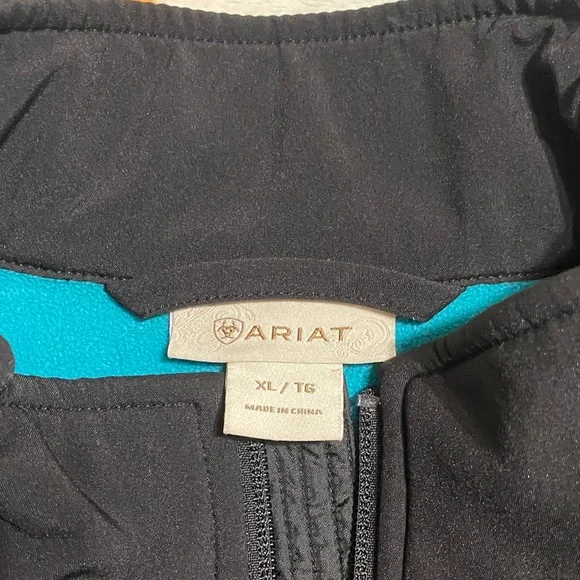 ARIAT
XL / TG
MADE IN CHINA